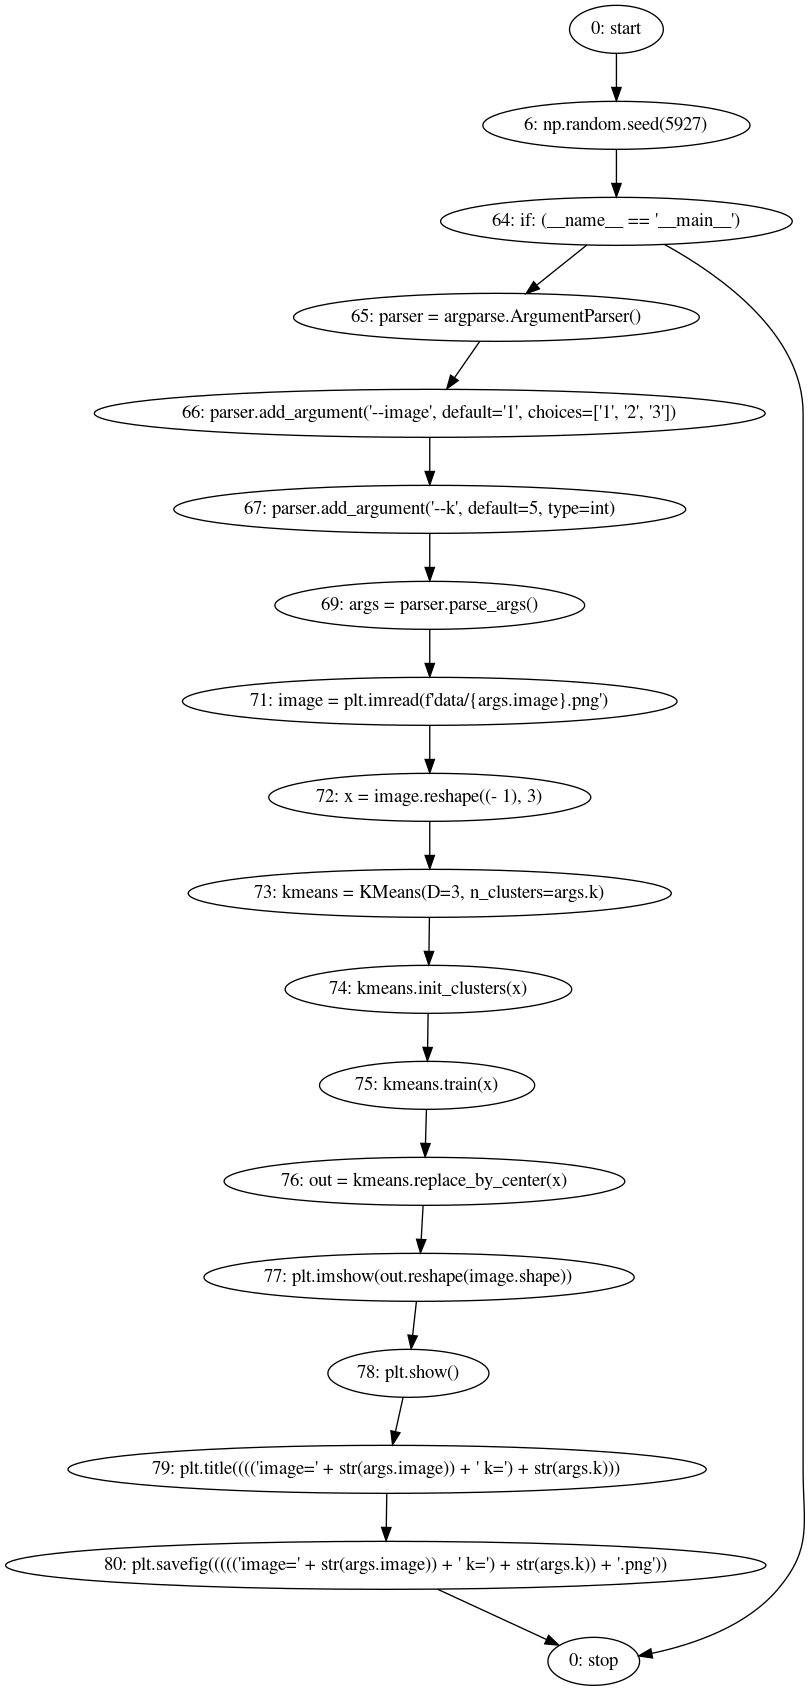 0: start
6: np.random.seed(5927)
64: if: (__name__ == '__main__')
65: parser = argparse.ArgumentParser()
66: parser.add_argument('--image', default='1', choices=['1', '2', '3'])
67: parser.add_argument('--k', default=5, type=int)
69: args = parser.parse_args()
71: image = plt.imread(f'data/{args.image}.png')
72: x = image.reshape((- 1), 3)
73: kmeans = KMeans(D=3, n_clusters=args.k)
74: kmeans.init_clusters(x)
75: kmeans.train(x)
76: out = kmeans.replace_by_center(x)
77: plt.imshow(out.reshape(image.shape))
78: plt.show()
79: plt.title(((('image=' + str(args.image)) + ' k=') + str(args.k)))
80: plt.savefig((((('image=' + str(args.image)) + ' k=') + str(args.k)) + '.png'))
0: stop